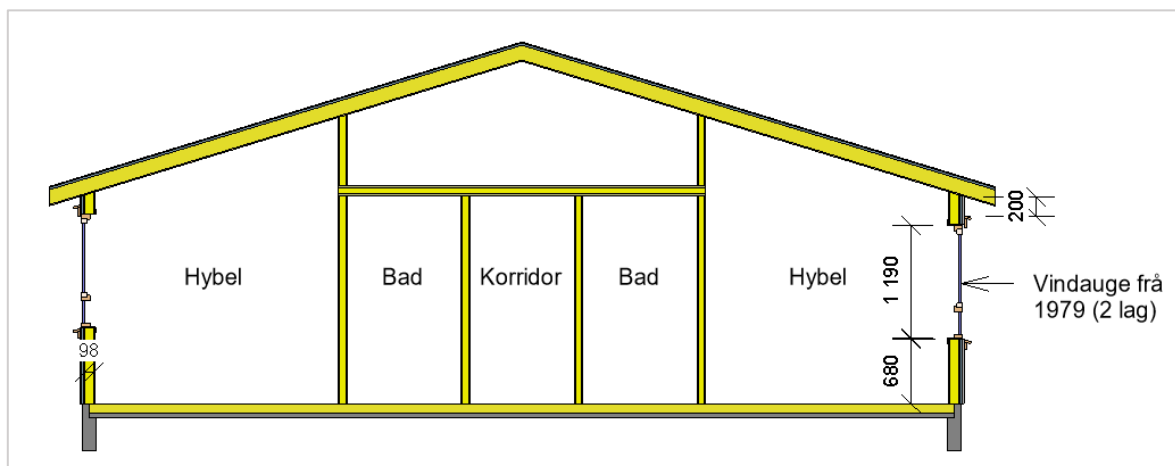 200
Hybel
Bad
Korridor
Bad
Hybel
1 190
Vindauge frå
1979 (2 lag)
98
680